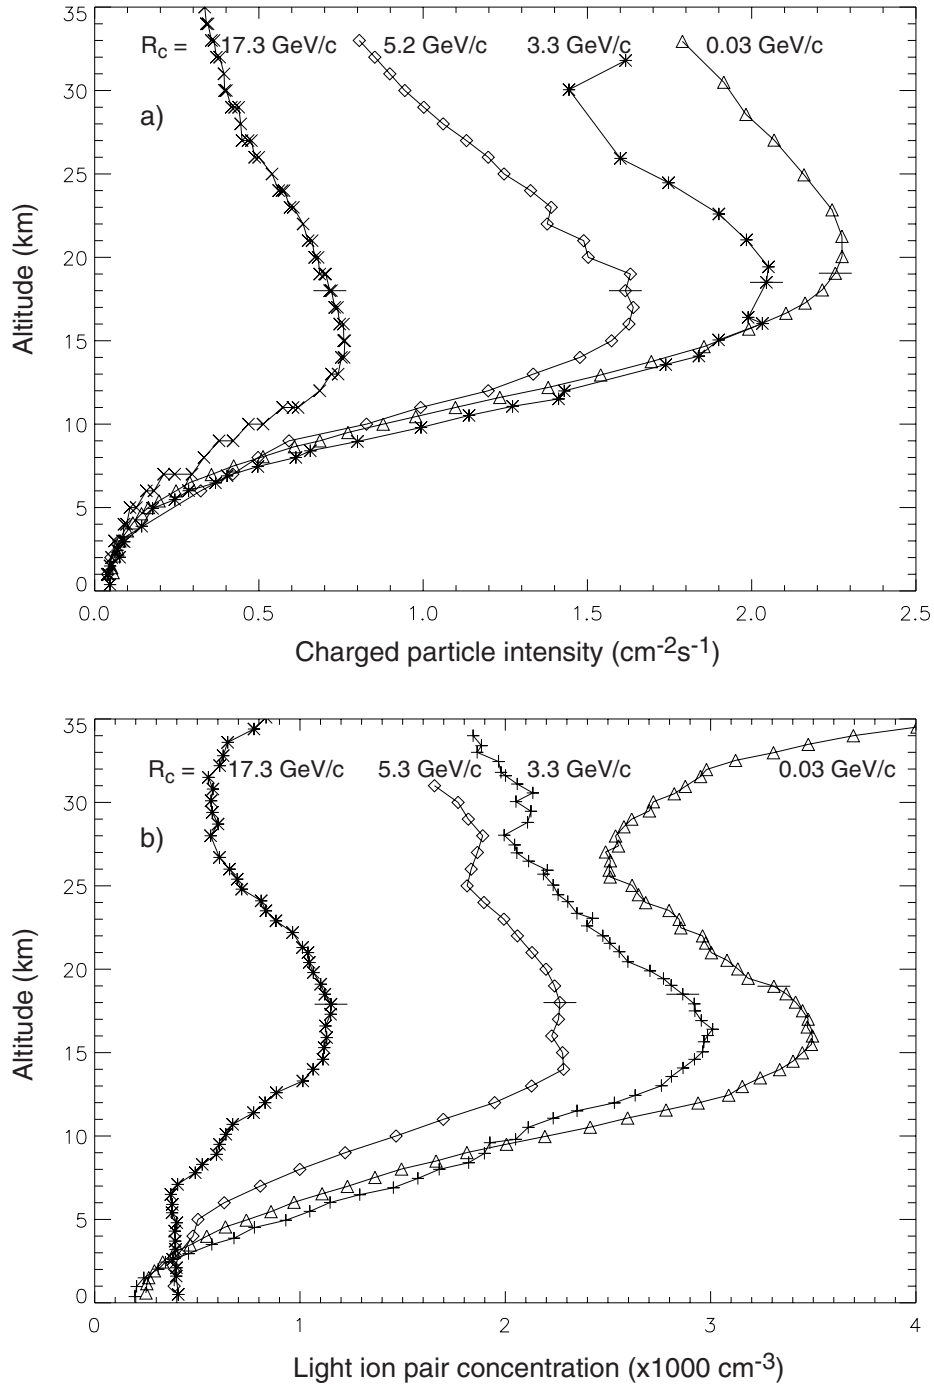 35
R_c = 17.3 GeV/c 5.2 GeV/c 3.3 GeV/c 0.03 GeV/c
30
a)
25
20
15
10
5
0
Altitude (km)
0.0 0.5 1.0 1.5 2.0 2.5
Charged particle intensity (cm⁻²s⁻¹)
35
R_c = 17.3 GeV/c 5.3 GeV/c 3.3 GeV/c 0.03 GeV/c
30
b)
25
20
15
10
5
0
Altitude (km)
0 1 2 3 4
Light ion pair concentration (x1000 cm⁻³)